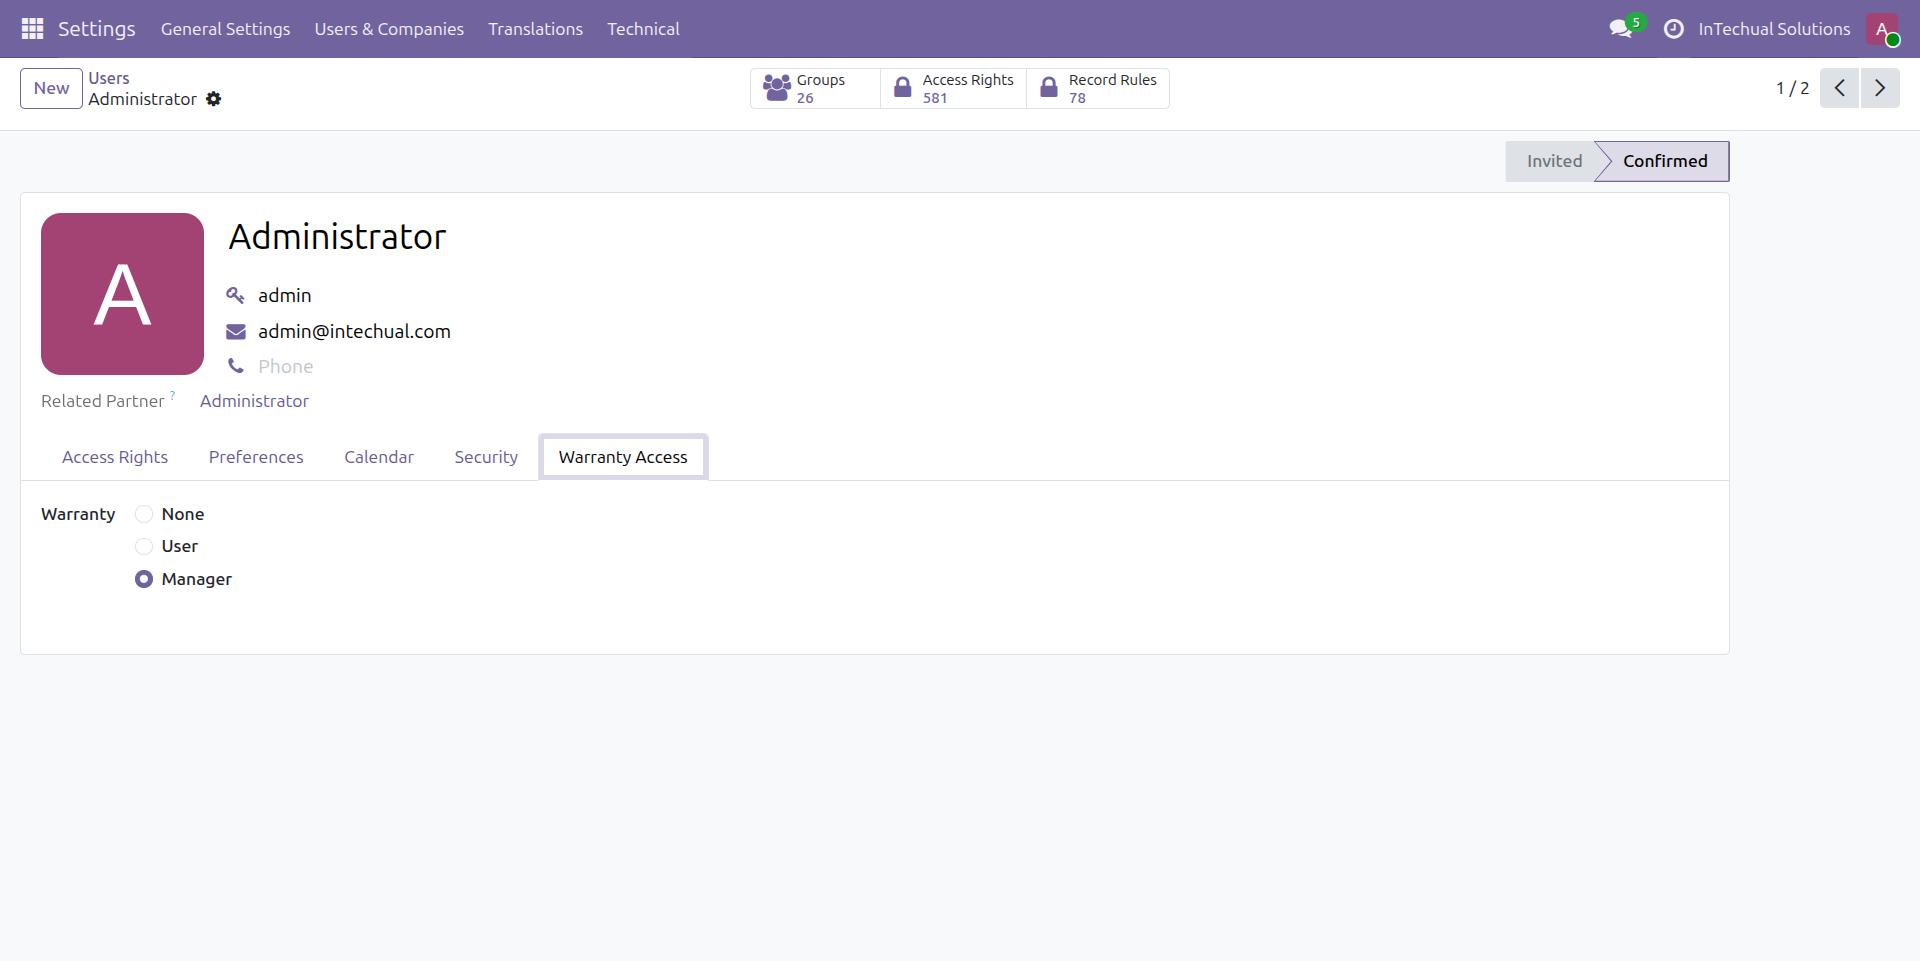 Settings General Settings Users & Companies Translations Technical 5 InTechual Solutions A
New Users Groups Access Rights Record Rules 1 / 2
Administrator 26 581 78
Invited Confirmed
A
Administrator
admin
admin@intechual.com
Phone
Related Partner ? Administrator
Access Rights Preferences Calendar Security Warranty Access
Warranty None
User
Manager